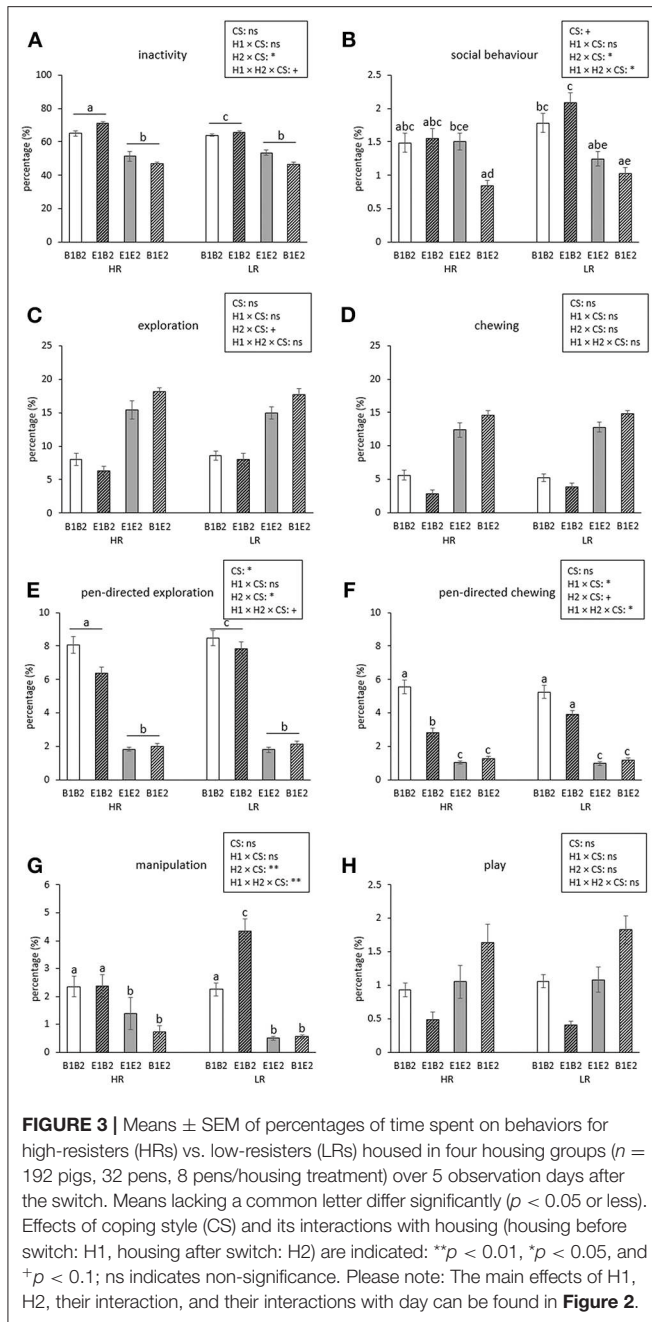 A
inactivity
CS: ns
H1 × CS: ns
H2 × CS: *
H1 × H2 × CS: +
percentage (%)
100
80
60
40
20
0
a
b
c
b
B1B2 E1B2 E1E2 B1E2 B1B2 E1B2 E1E2 B1E2
HR LR
B
social behaviour
CS: +
H1 × CS: ns
H2 × CS: *
H1 × H2 × CS: *
percentage (%)
2.5
2
1.5
1
0.5
0
abc abc bce ad bc c abe ae
B1B2 E1B2 E1E2 B1E2 B1B2 E1B2 E1E2 B1E2
HR LR
C
exploration
CS: ns
H1 × CS: ns
H2 × CS: +
H1 × H2 × CS: ns
percentage (%)
25
20
15
10
5
0
B1B2 E1B2 E1E2 B1E2 B1B2 E1B2 E1E2 B1E2
HR LR
D
chewing
CS: ns
H1 × CS: ns
H2 × CS: ns
H1 × H2 × CS: ns
percentage (%)
25
20
15
10
5
0
B1B2 E1B2 E1E2 B1E2 B1B2 E1B2 E1E2 B1E2
HR LR
E
pen-directed exploration
CS: *
H1 × CS: ns
H2 × CS: *
H1 × H2 × CS: +
percentage (%)
10
8
6
4
2
0
a
b
c
b
B1B2 E1B2 E1E2 B1E2 B1B2 E1B2 E1E2 B1E2
HR LR
F
pen-directed chewing
CS: ns
H1 × CS: *
H2 × CS: +
H1 × H2 × CS: *
percentage (%)
10
8
6
4
2
0
a b c c a a c c
B1B2 E1B2 E1E2 B1E2 B1B2 E1B2 E1E2 B1E2
HR LR
G
manipulation
CS: ns
H1 × CS: ns
H2 × CS: **
H1 × H2 × CS: **
percentage (%)
6
5
4
3
2
1
0
a a b b a c b b
B1B2 E1B2 E1E2 B1E2 B1B2 E1B2 E1E2 B1E2
HR LR
H
play
CS: ns
H1 × CS: ns
H2 × CS: ns
H1 × H2 × CS: ns
percentage (%)
2.5
2
1.5
1
0.5
0
B1B2 E1B2 E1E2 B1E2 B1B2 E1B2 E1E2 B1E2
HR LR
FIGURE 3 | Means ± SEM of percentages of time spent on behaviors for
high-resisters (HRs) vs. low-resisters (LRs) housed in four housing groups (n =
192 pigs, 32 pens, 8 pens/housing treatment) over 5 observation days after
the switch. Means lacking a common letter differ significantly (p < 0.05 or less).
Effects of coping style (CS) and its interactions with housing (housing before
switch: H1, housing after switch: H2) are indicated: **p < 0.01, *p < 0.05, and
+p < 0.1; ns indicates non-significance. Please note: The main effects of H1,
H2, their interaction, and their interactions with day can be found in Figure 2.